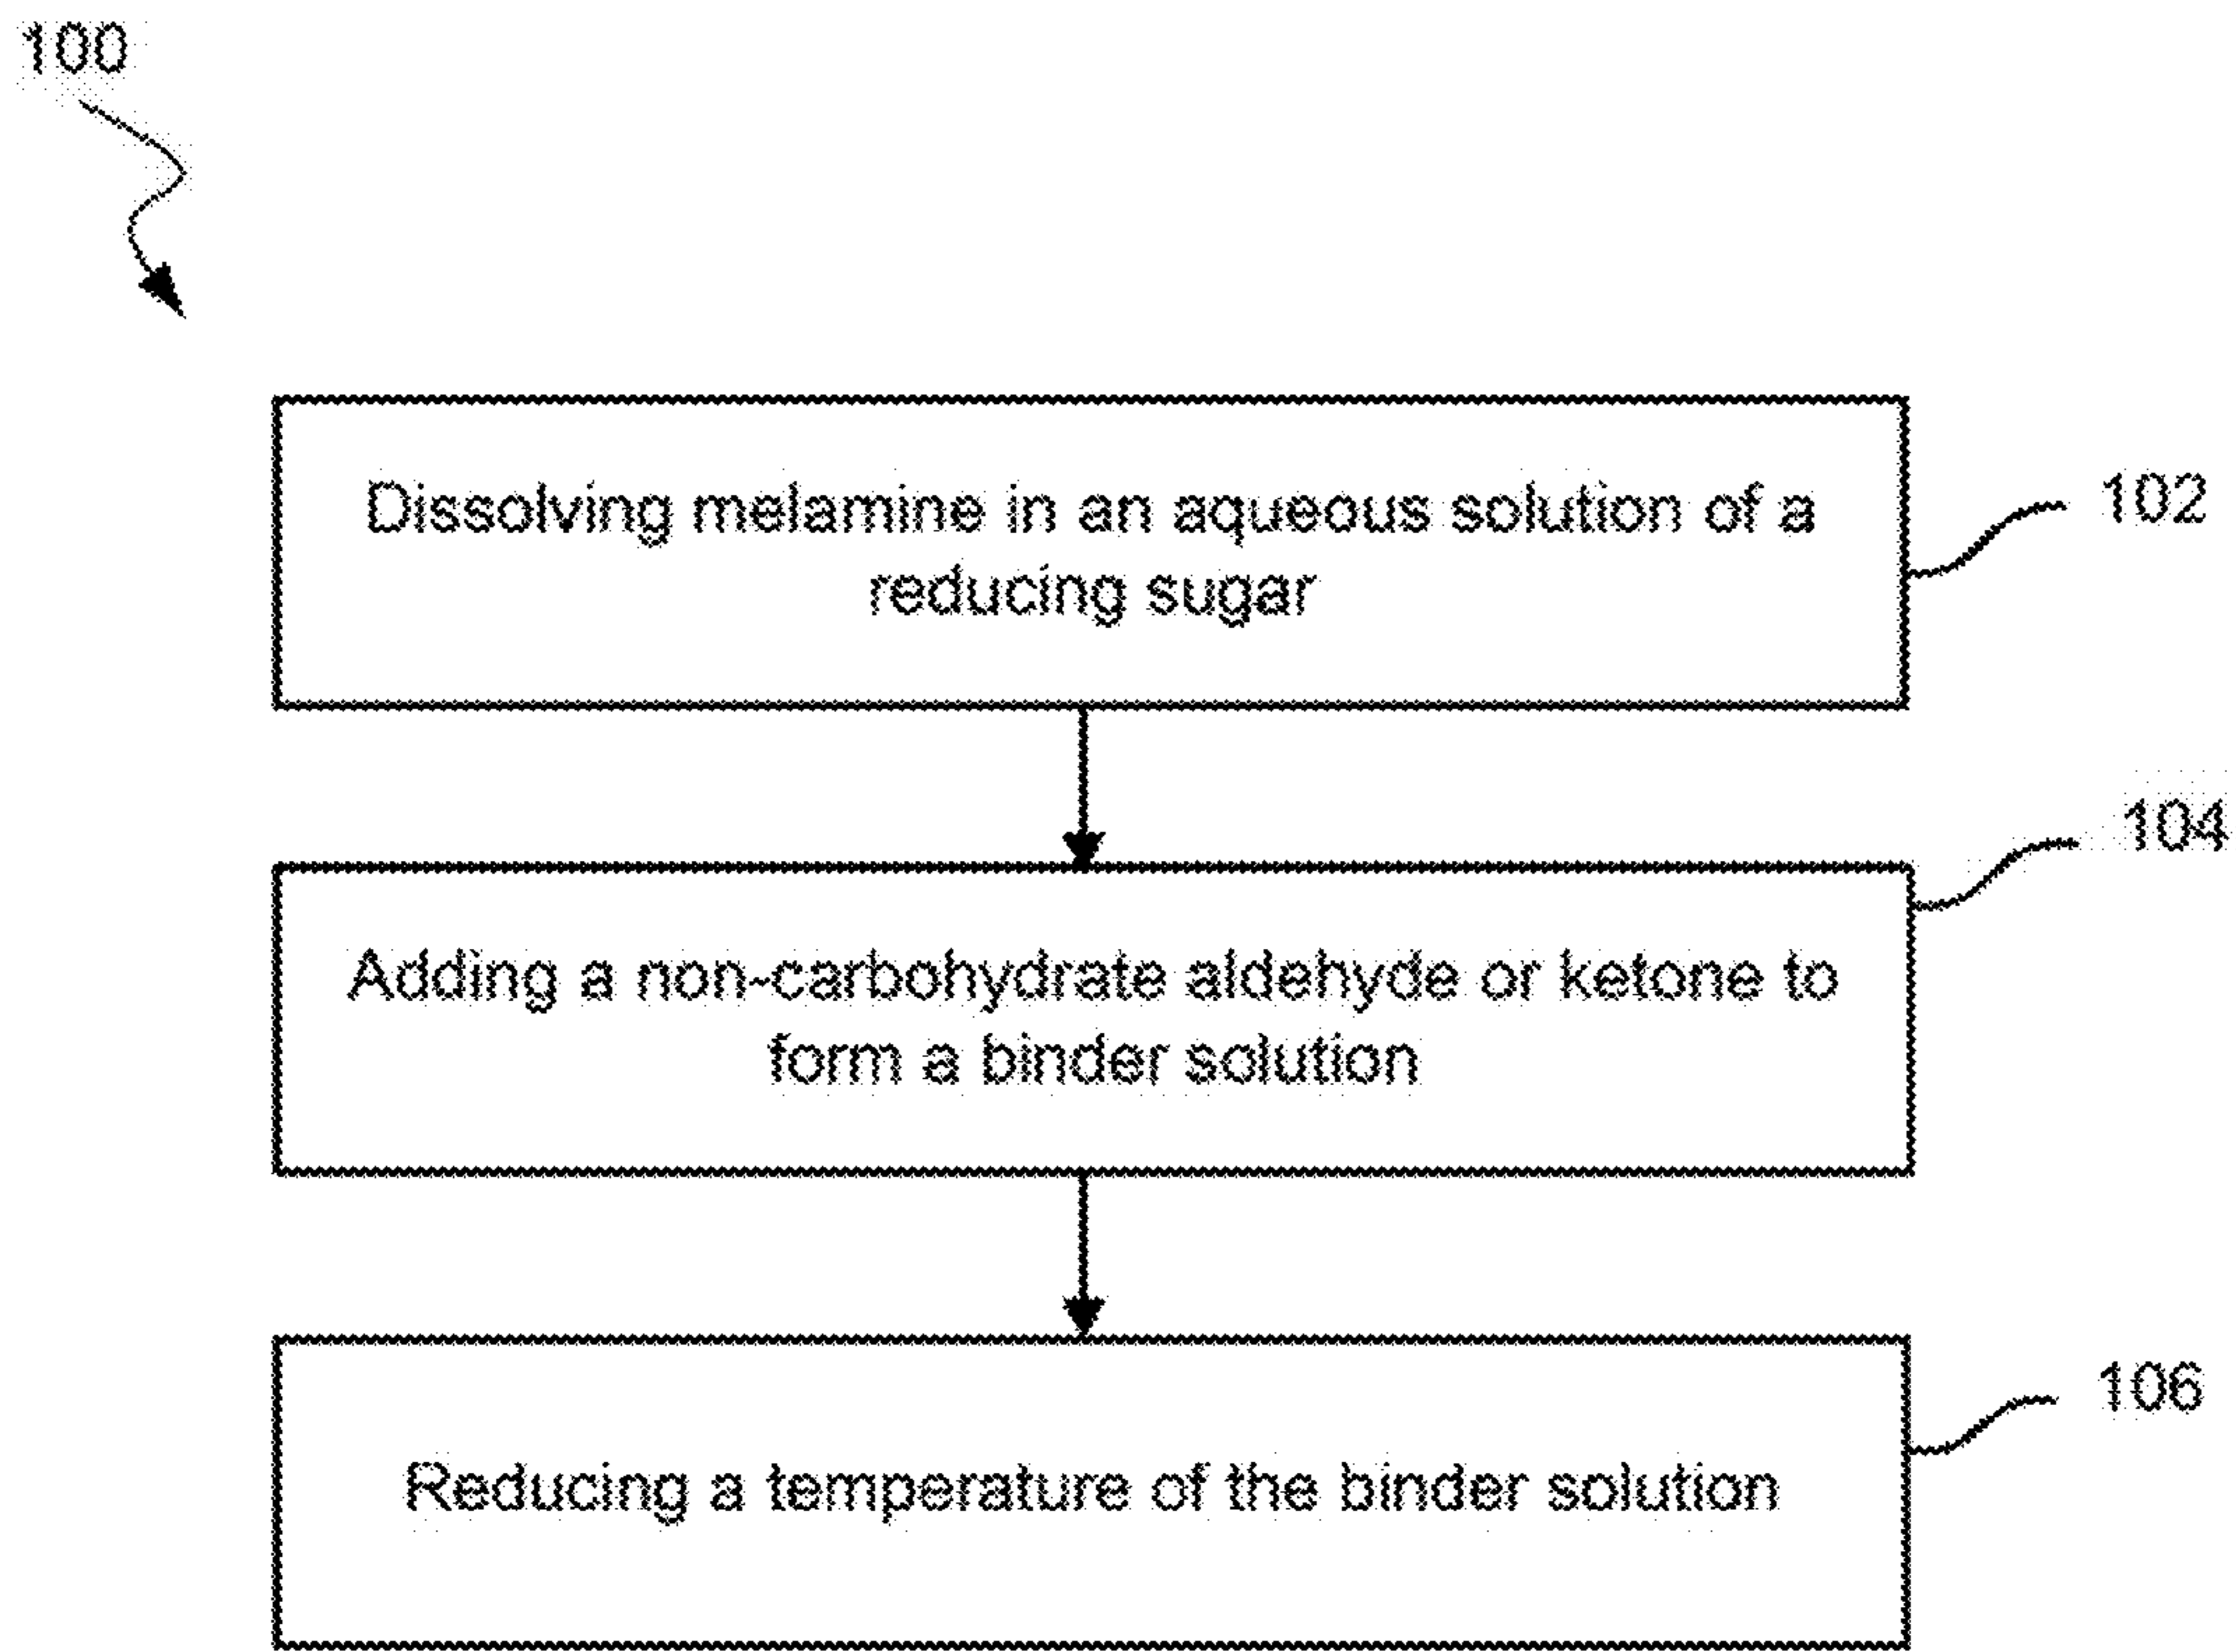 100
Dissolving melamine in an aqueous solution of a
reducing sugar
102
104
Adding a non-carbohydrate aldehyde or ketone to
form a binder solution
106
Reducing a temperature of the binder solution